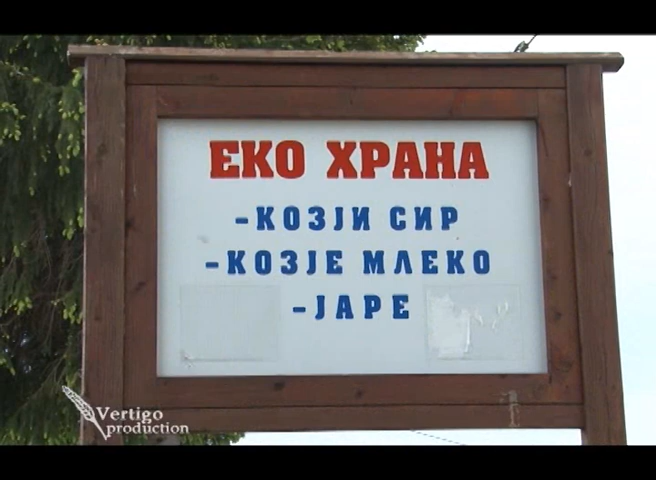 ЕКО ХРАНА
-КОЗЈИ СИР
-КОЗЈЕ МЛЕКО
-ЈАРЕ
Vertigo
production